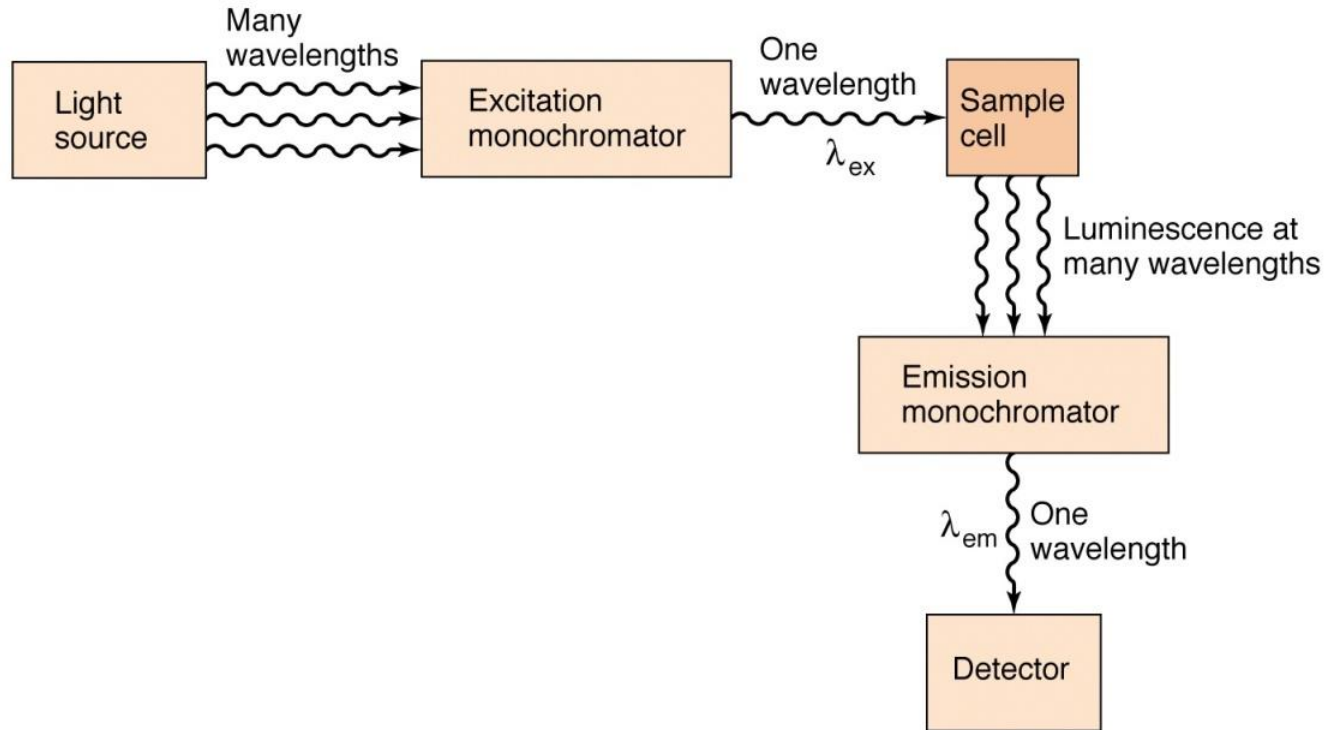 Many
wavelengths
Light
source
Excitation
monochromator
One
wavelength
λex
Sample
cell
Luminescence at
many wavelengths
Emission
monochromator
λem
One
wavelength
Detector